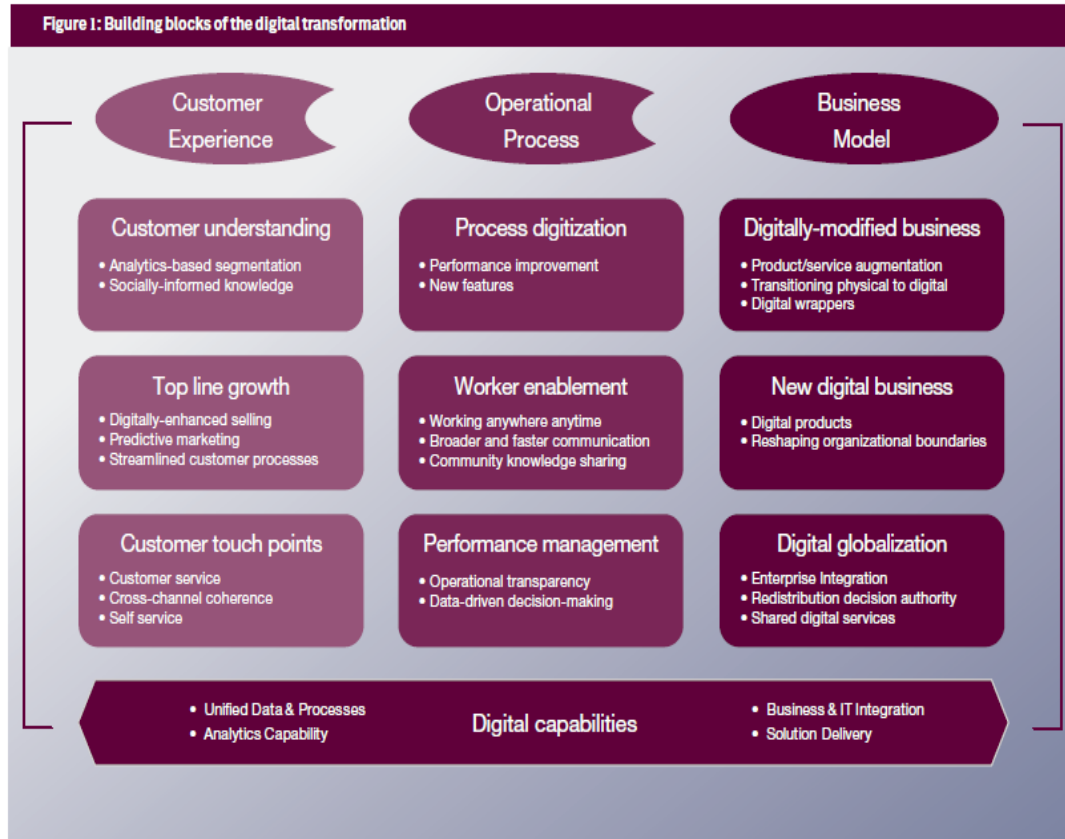 Figure 1: Building blocks of the digital transformation
Customer
Experience
Operational
Process
Business
Model
Customer understanding
• Analytics-based segmentation
• Socially-informed knowledge
Process digitization
• Performance improvement
• New features
Digitally-modified business
• Product/service augmentation
• Transitioning physical to digital
• Digital wrappers
Top line growth
• Digitally-enhanced selling
• Predictive marketing
• Streamlined customer processes
Worker enablement
• Working anywhere anytime
• Broader and faster communication
• Community knowledge sharing
New digital business
• Digital products
• Reshaping organizational boundaries
Customer touch points
• Customer service
• Cross-channel coherence
• Self service
Performance management
• Operational transparency
• Data-driven decision-making
Digital globalization
• Enterprise Integration
• Redistribution decision authority
• Shared digital services
• Unified Data & Processes
• Analytics Capability
Digital capabilities
• Business & IT Integration
• Solution Delivery